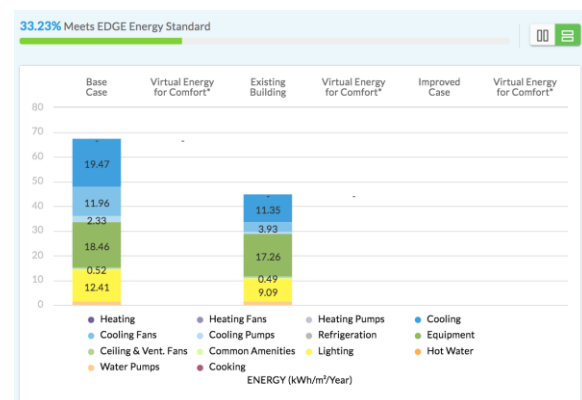 33.23% Meets EDGE Energy Standard
Base Case
Virtual Energy for Comfort*
Existing Building
Virtual Energy for Comfort*
Improved Case
Virtual Energy for Comfort*
80
70
60
50
40
30
20
10
0
-
19.47
11.96
2.33
18.46
0.52
12.41
-
-
11.35
3.93
17.26
0.49
9.09
-
Heating
Heating Fans
Heating Pumps
Cooling
Cooling Fans
Cooling Pumps
Refrigeration
Equipment
Ceiling & Vent. Fans
Common Amenities
Lighting
Hot Water
Water Pumps
Cooking
ENERGY (kWh/m²/Year)